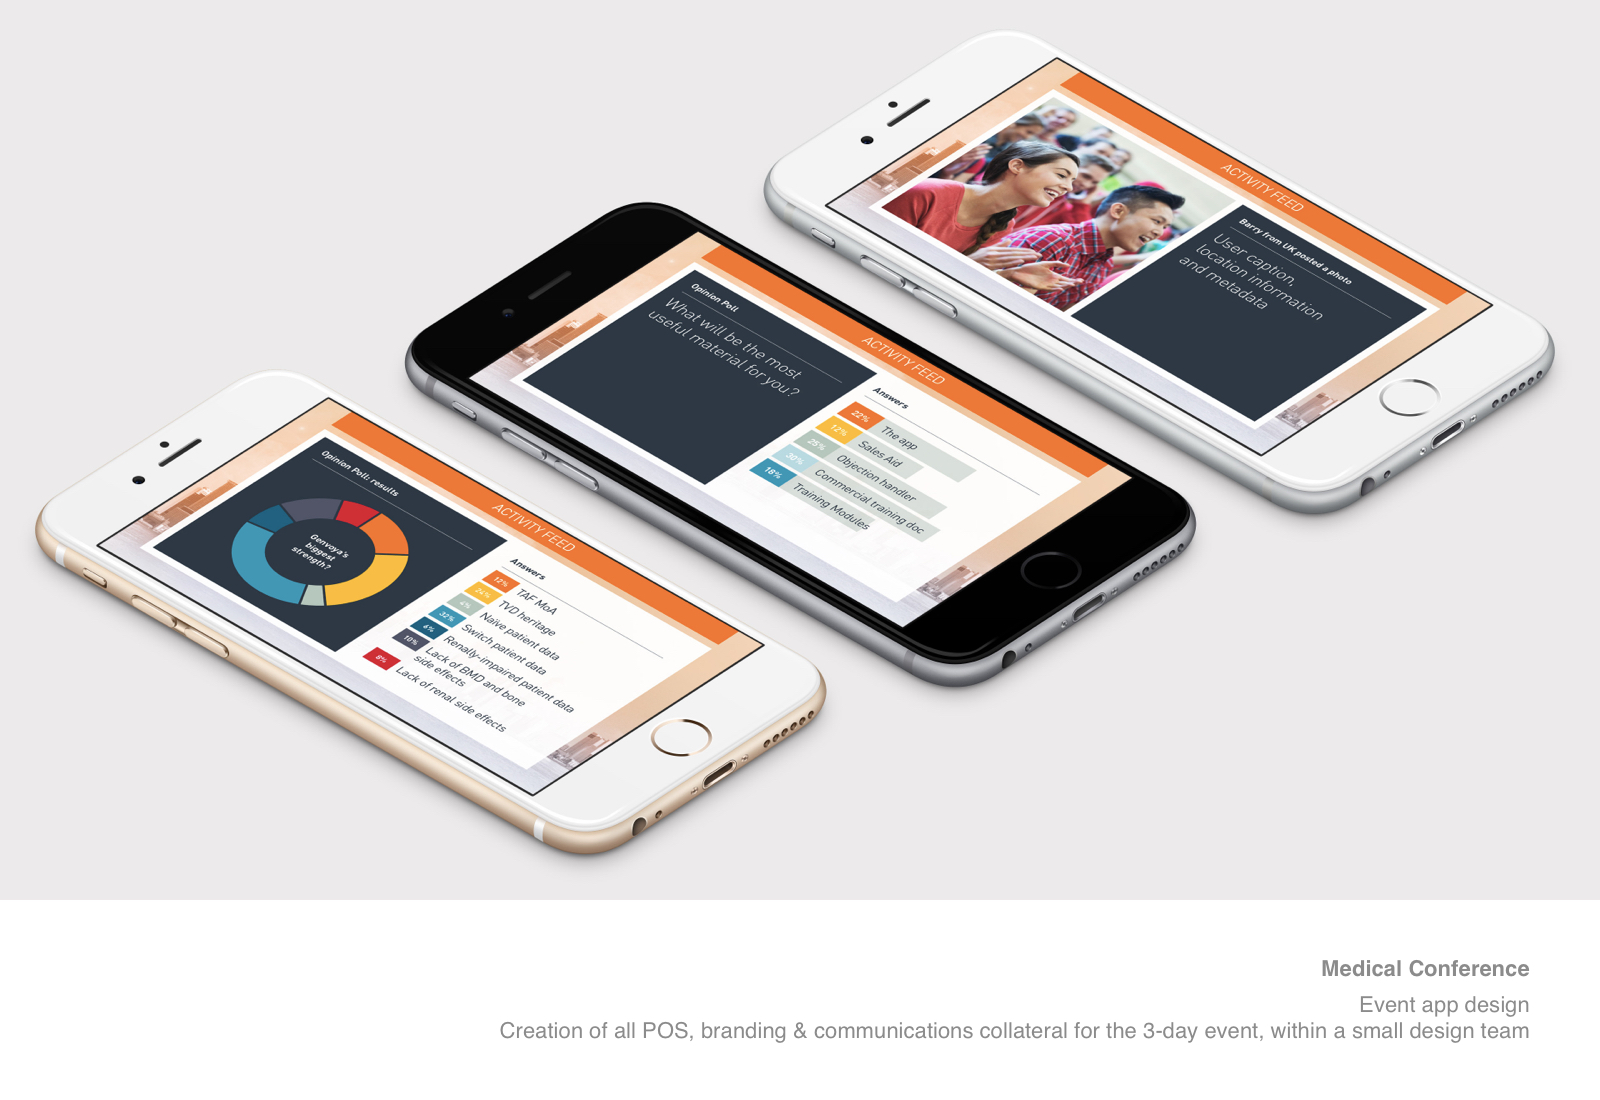 ACTIVITY FEED
Barry from UK posted a photo
User caption,
location information
and metadata
ACTIVITY FEED
Opinion Poll
What will be the most
useful material for you?
Answers
22% The app
12% Sales Aid
25% Objection handler
30% Commercial training doc
18% Training Modules
ACTIVITY FEED
Opinion Poll: results
Genvoya's
biggest
strength?
Answers
12% TAF MoA
24% TVD heritage
4% Naïve patient data
32% Switch patient data
6% Renally-impaired patient data
10% Lack of BMD and bone
side effects
8% Lack of renal side effects
Medical Conference
Event app design
Creation of all POS, branding & communications collateral for the 3-day event, within a small design team